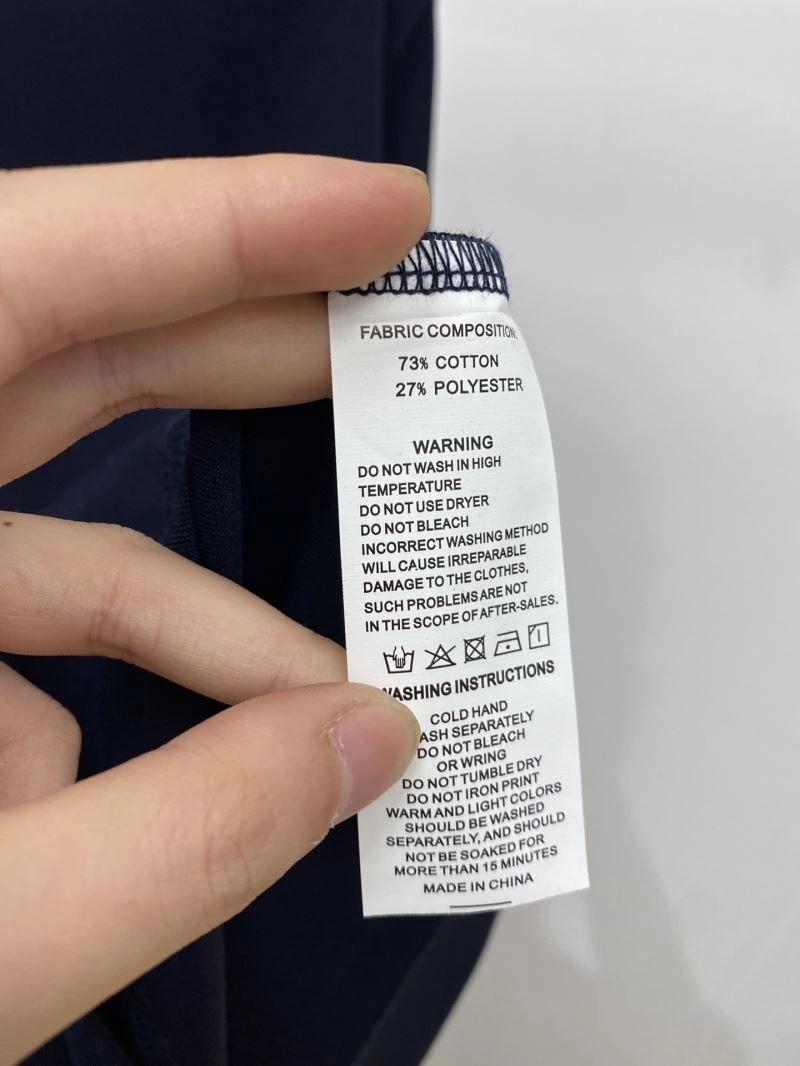 FABRIC COMPOSITION:
73% COTTON
27% POLYESTER
WARNING
DO NOT WASH IN HIGH
TEMPERATURE
DO NOT USE DRYER
DO NOT BLEACH
INCORRECT WASHING METHOD
WILL CAUSE IRREPARABLE
DAMAGE TO THE CLOTHES,
SUCH PROBLEMS ARE NOT
IN THE SCOPE OF AFTER-SALES.
WASHING INSTRUCTIONS
COLD HAND
ASH SEPARATELY
DO NOT BLEACH
OR WRING
DO NOT TUMBLE DRY
DO NOT IRON PRINT
WARM AND LIGHT COLORS
SHOULD BE WASHED
SEPARATELY, AND SHOULD
NOT BE SOAKED FOR
MORE THAN 15 MINUTES
MADE IN CHINA